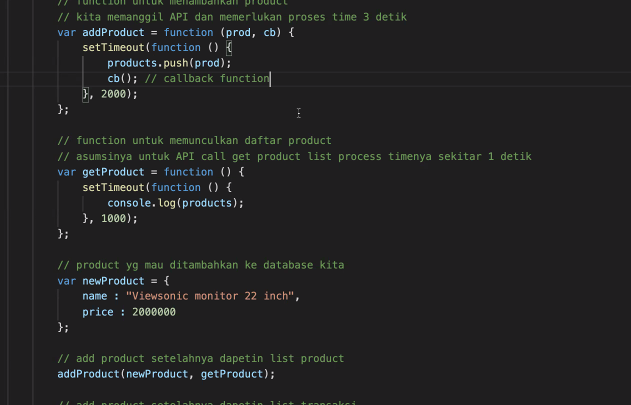 // function untuk menambahkan product
// kita memanggil API dan memerlukan proses time 3 detik
var addProduct = function (prod, cb) {
setTimeout(function () {
products.push(prod);
cb(); // callback function
}, 2000);
};
// function untuk memunculkan daftar product
// asumsinya untuk API call get product list process timenya sekitar 1 detik
var getProduct = function () {
setTimeout(function () {
console.log(products);
}, 1000);
};
// product yg mau ditambahkan ke database kita
var newProduct = {
name : "Viewsonic monitor 22 inch",
price : 2000000
};
// add product setelahnya dapetin list product
addProduct(newProduct, getProduct);
// add product setelahnya dapetin list transaksi